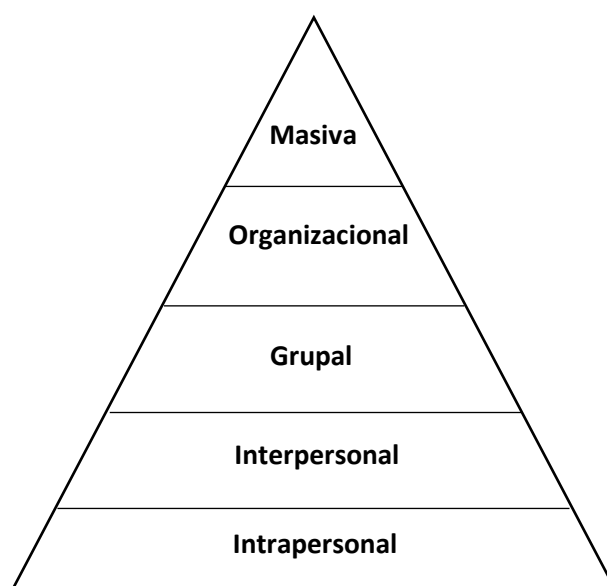 Masiva
Organizacional
Grupal
Interpersonal
Intrapersonal